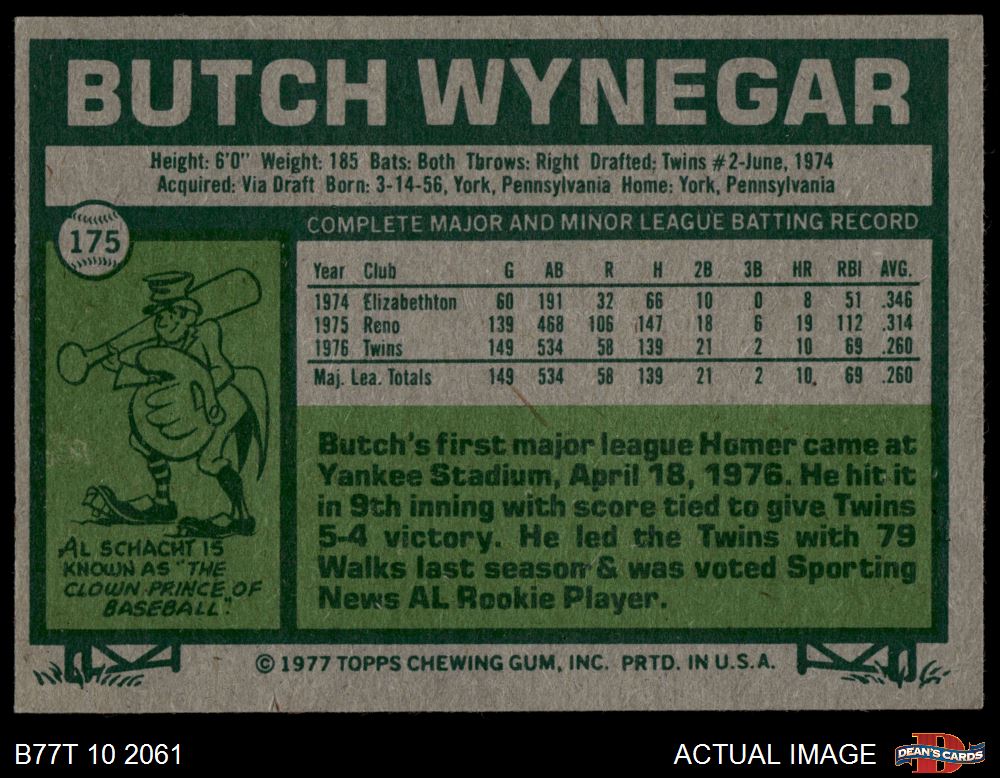 BUTCH WYNEGAR
Height: 6'0" Weight: 185 Bats: Both Throws: Right Drafted: Twins #2-June, 1974
Acquired: Via Draft Born: 3-14-56, York, Pennsylvania Home: York, Pennsylvania
175
COMPLETE MAJOR AND MINOR LEAGUE BATTING RECORD
Year Club G AB R H 2B 3B HR RBI AVG.
1974 Elizabethton 60 191 32 66 10 0 8 51 .346
1975 Reno 139 468 106 147 18 6 19 112 .314
1976 Twins 149 534 58 139 21 2 10 69 .260
Maj. Lea. Totals 149 534 58 139 21 2 10 69 .260
Butch's first major league Homer came at
Yankee Stadium, April 18, 1976. He hit it
in 9th inning with score tied to give Twins
5-4 victory. He led the Twins with 79
Walks last season & was voted Sporting
News AL Rookie Player.
AL SCHACHT IS
KNOWN AS "THE
CLOWN PRINCE OF
BASEBALL".
© 1977 TOPPS CHEWING GUM, INC. PRTD. IN U.S.A.
B77T 10 2061
ACTUAL IMAGE
DEAN'S CARDS